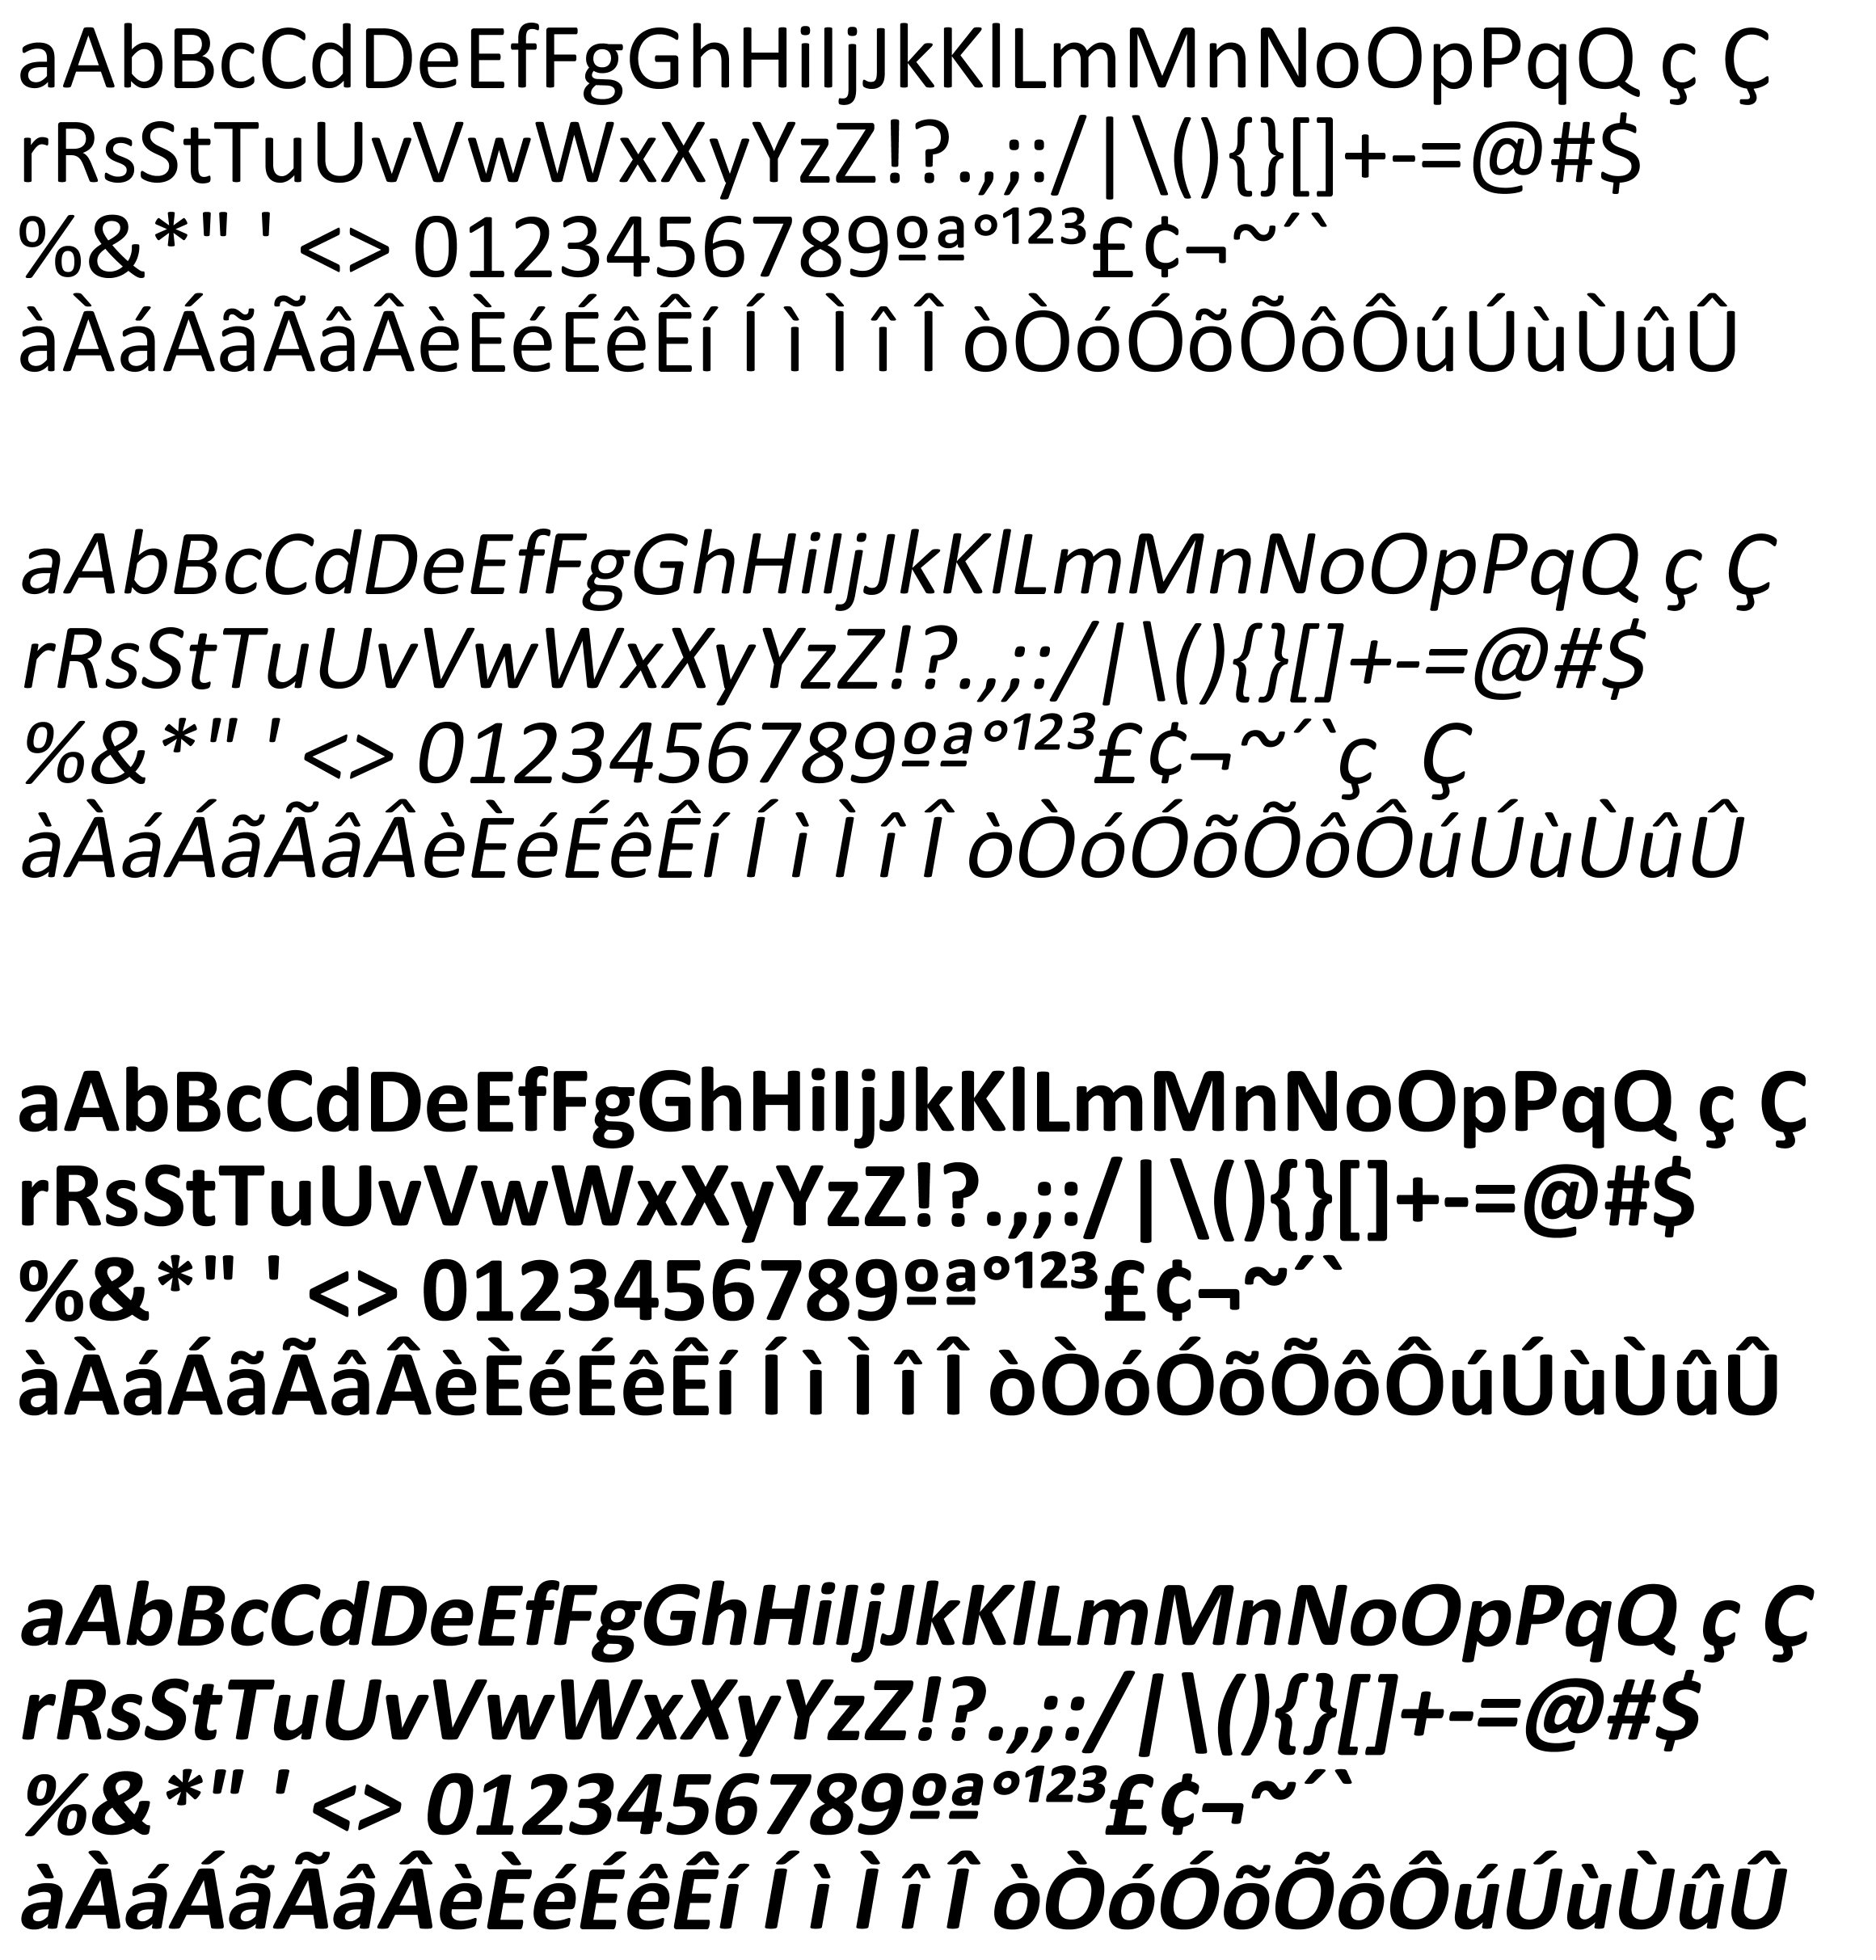 aAbBcCdDeEfFgGhHiIjJkKlLmMnNoOpPqQ ç Ç
rRsStTuUvVwWxXyYzZ!?.,;:/|\(){}[]+-=@#$
%&*"" ' <> 0123456789ºª°¹²³£¢¬~˜´`
àÀaÁãÃâÂèÈéÉêÊí Í ì Ì î Î òÒóÓõÕôÔúÚùÙûÛ
aAbBcCdDeEfFgGhHiIjJkKlLmMnNoOpPqQ ç Ç
rRsStTuUvVwWxXyYzZ!?.,;:/|\(){}[]+-=@#$
%&*"" ' <> 0123456789ºª°¹²³£¢¬~˜´`ç Ç
àÀáÁãÃâÂèÈéÉêÊí Í ì Ì î Î òÒóÓõÕôÔúÚùÙûÛ
aAbBcCdDeEfFgGhHiIjJkKlLmMnNoOpPqQ ç Ç
rRsStTuUvVwWxXyYzZ!?.,;:/|\(){}[]+-=@#$
%&*"" ' <> 0123456789ºª°¹²³£¢¬~´`
àÀáÁãÃâÂèÈéÉêÊí Í ì Ì î Î òÒóÓõÕôÔúÚùÙûÛ
aAbBcCdDeEfFgGhHiIjJkKlLmMnNoOpPqQ ç Ç
rRsStTuUvVwWxXyYzZ!?.,;:/|\(){}[]+-=@#$
%&*"" ' <> 0123456789ºª°¹²³£¢¬~´`
àÀáÁãÃâÂèÈéÉêÊí Í ì Ì î Î òÒóÓõÕôÔúÚùÙûÛ